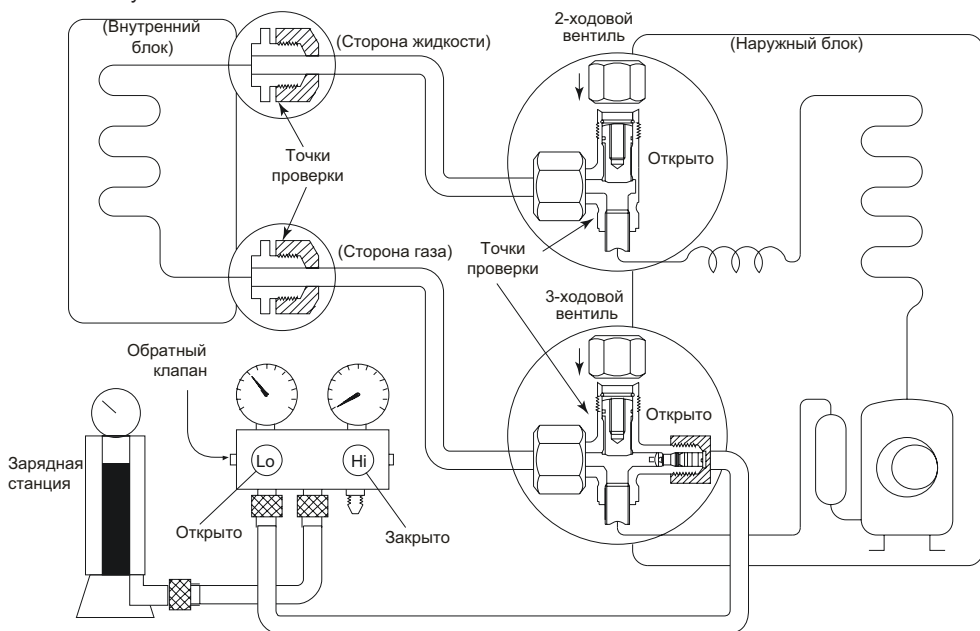 (Внутренний
блок)
(Сторона жидкости)
2-ходовой
вентиль
(Наружный блок)
Открыто
Точки
проверки
(Сторона газа)
Точки
проверки
3-ходовой
вентиль
Обратный
клапан
Открыто
Зарядная
станция
Lo
Hi
Открыто
Закрыто